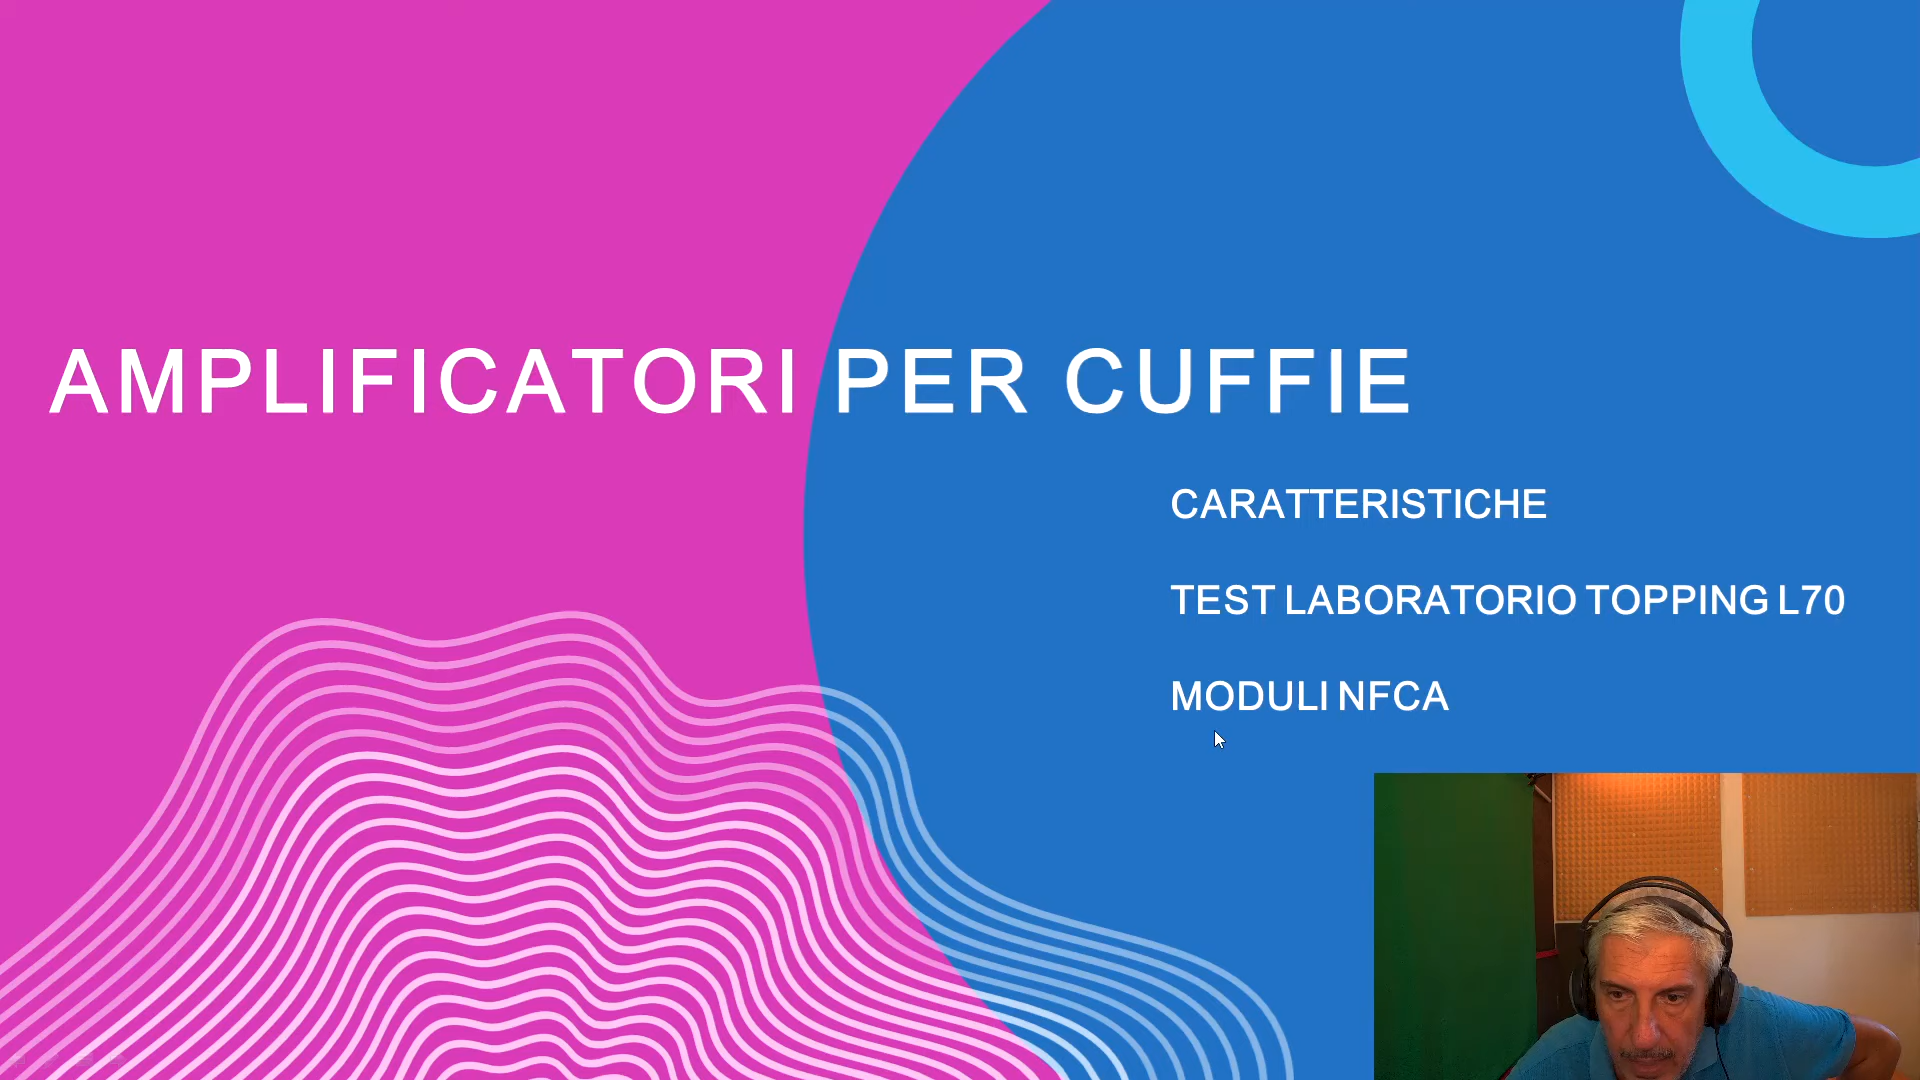 AMPLIFICATORI PER CUFFIE
CARATTERISTICHE
TEST LABORATORIO TOPPING L70
MODULI NFCA